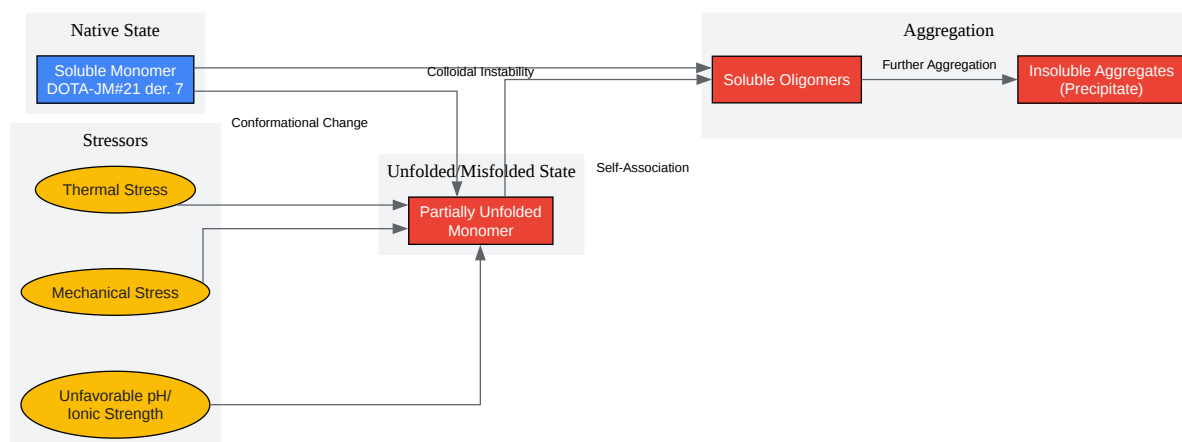 Native State
Soluble Monomer
DOTA-JM#21 der. 7
Stressors
Thermal Stress
Mechanical Stress
Unfavorable pH/
Ionic Strength
Conformational Change
Colloidal Instability
Unfolded/Misfolded State
Partially Unfolded
Monomer
Self-Association
Aggregation
Soluble Oligomers
Further Aggregation
Insoluble Aggregates
(Precipitate)